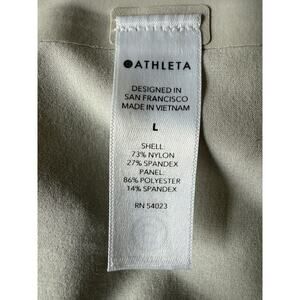 ATHLETA
DESIGNED IN
SAN FRANCISCO
MADE IN VIETNAM
L
SHELL:
73% NYLON
27% SPANDEX
PANEL:
86% POLYESTER
14% SPANDEX
RN 54023